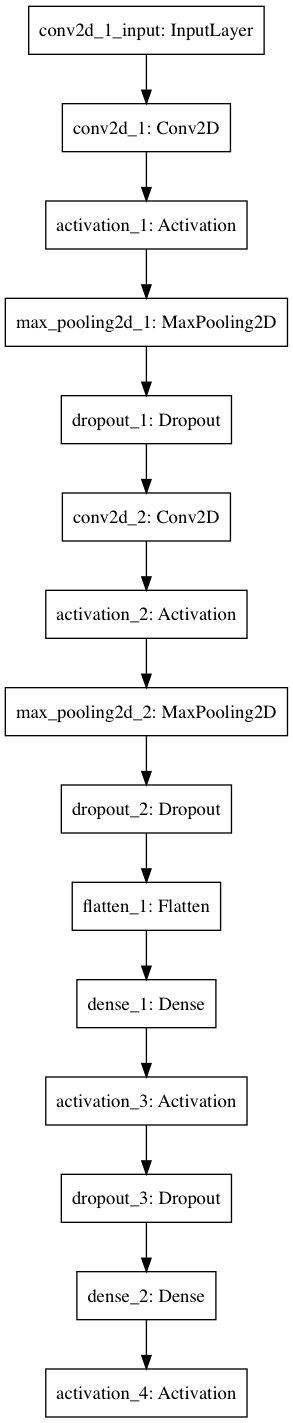 conv2d_1_input: InputLayer
conv2d_1: Conv2D
activation_1: Activation
max_pooling2d_1: MaxPooling2D
dropout_1: Dropout
conv2d_2: Conv2D
activation_2: Activation
max_pooling2d_2: MaxPooling2D
dropout_2: Dropout
flatten_1: Flatten
dense_1: Dense
activation_3: Activation
dropout_3: Dropout
dense_2: Dense
activation_4: Activation